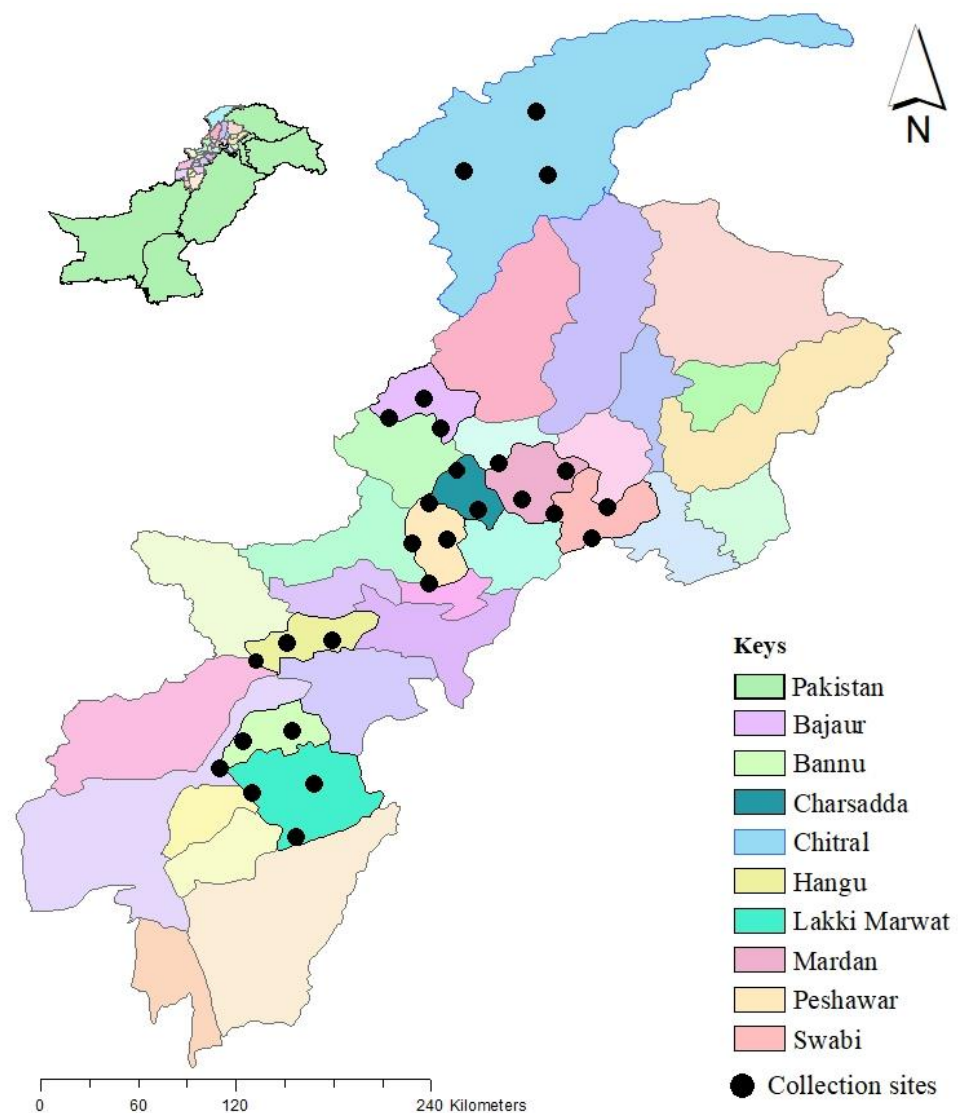 N
Keys
Pakistan
Bajaur
Bannu
Charsadda
Chitral
Hangu
Lakki Marwat
Mardan
Peshawar
Swabi
Collection sites
0 60 120 240 Kilometers